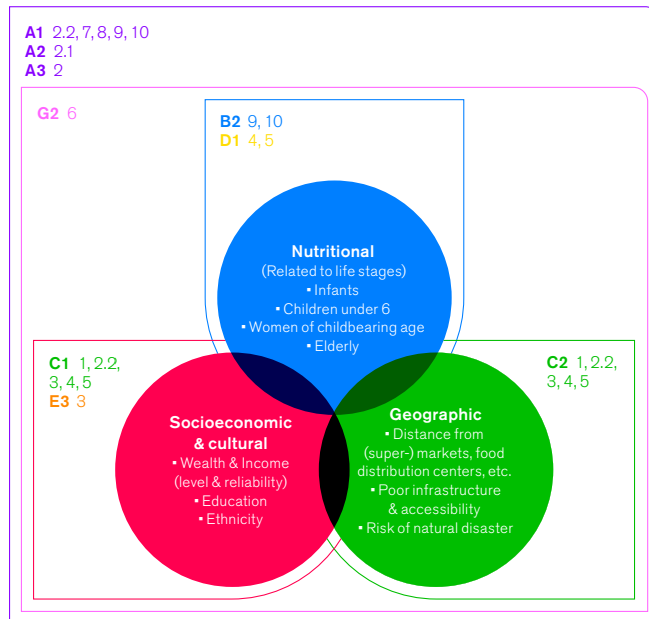 A1 2.2, 7, 8, 9, 10
A2 2.1
A3 2
G2 6
B2 9, 10
D1 4, 5
Nutritional
(Related to life stages)
▪ Infants
▪ Children under 6
▪ Women of childbearing age
▪ Elderly
C1 1, 2.2,
3, 4, 5
E3 3
C2 1, 2.2,
3, 4, 5
Socioeconomic
& cultural
▪ Wealth & Income
(level & reliability)
▪ Education
▪ Ethnicity
Geographic
▪ Distance from
(super-) markets, food
distribution centers, etc.
▪ Poor infrastructure
& accessibility
▪ Risk of natural disaster